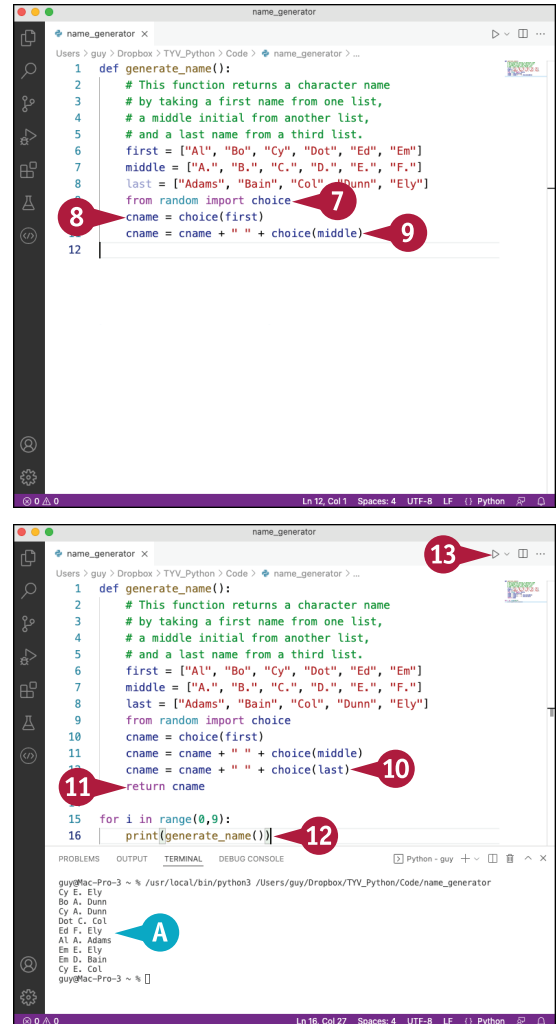 name_generator
name_generator ×
Users > guy > Dropbox > TYV_Python > Code > name_generator > ...
1 def generate_name():
2 # This function returns a character name
3 # by taking a first name from one list,
4 # a middle initial from another list,
5 # and a last name from a third list.
6 first = ["Al", "Bo", "Cy", "Dot", "Ed", "Em"]
7 middle = ["A.", "B.", "C.", "D.", "E.", "F."]
8 last = ["Adams", "Bain", "Col", "Dunn", "Ely"]
from random import choice 7
8 cname = choice(first)
cname = cname + " " + choice(middle) 9
12
0 0 Ln 12, Col 1 Spaces: 4 UTF-8 LF {} Python
name_generator
name_generator × 13
Users > guy > Dropbox > TYV_Python > Code > name_generator > ...
1 def generate_name():
2 # This function returns a character name
3 # by taking a first name from one list,
4 # a middle initial from another list,
5 # and a last name from a third list.
6 first = ["Al", "Bo", "Cy", "Dot", "Ed", "Em"]
7 middle = ["A.", "B.", "C.", "D.", "E.", "F."]
8 last = ["Adams", "Bain", "Col", "Dunn", "Ely"]
9 from random import choice
10 cname = choice(first)
11 cname = cname + " " + choice(middle)
cname = cname + " " + choice(last) 10
11 return cname
15 for i in range(0,9):
16 print(generate_name()) 12
PROBLEMS OUTPUT TERMINAL DEBUG CONSOLE Python - guy
guy@Mac-Pro-3 ~ % /usr/local/bin/python3 /Users/guy/Dropbox/TYV_Python/Code/name_generator
Cy E. Ely
Bo A. Dunn
Cy A. Dunn
Dot C. Col
Ed F. Ely A
Al A. Adams
Em E. Ely
Em D. Bain
Cy E. Col
guy@Mac-Pro-3 ~ %
0 0 Ln 16, Col 27 Spaces: 4 UTF-8 LF {} Python